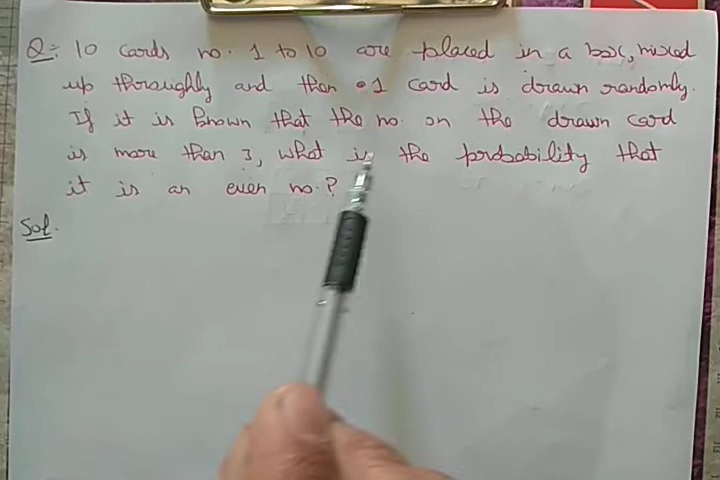 Q:- 10 cards no. 1 to 10 are placed in a box, mixed
up throughly and then 1 card is drawn randomly.
If it is known that the no. on the drawn card
is more than 3, what is the probability that
it is an even no.?
Sol.